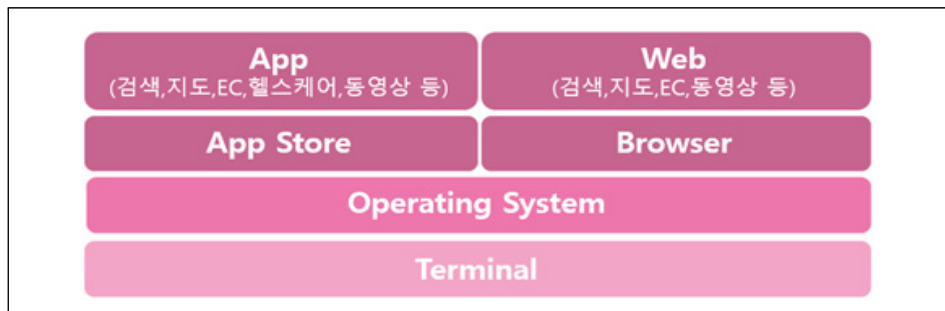 App
(검색,지도,EC,헬스케어,동영상 등)
Web
(검색,지도,EC,동영상 등)
App Store
Browser
Operating System
Terminal